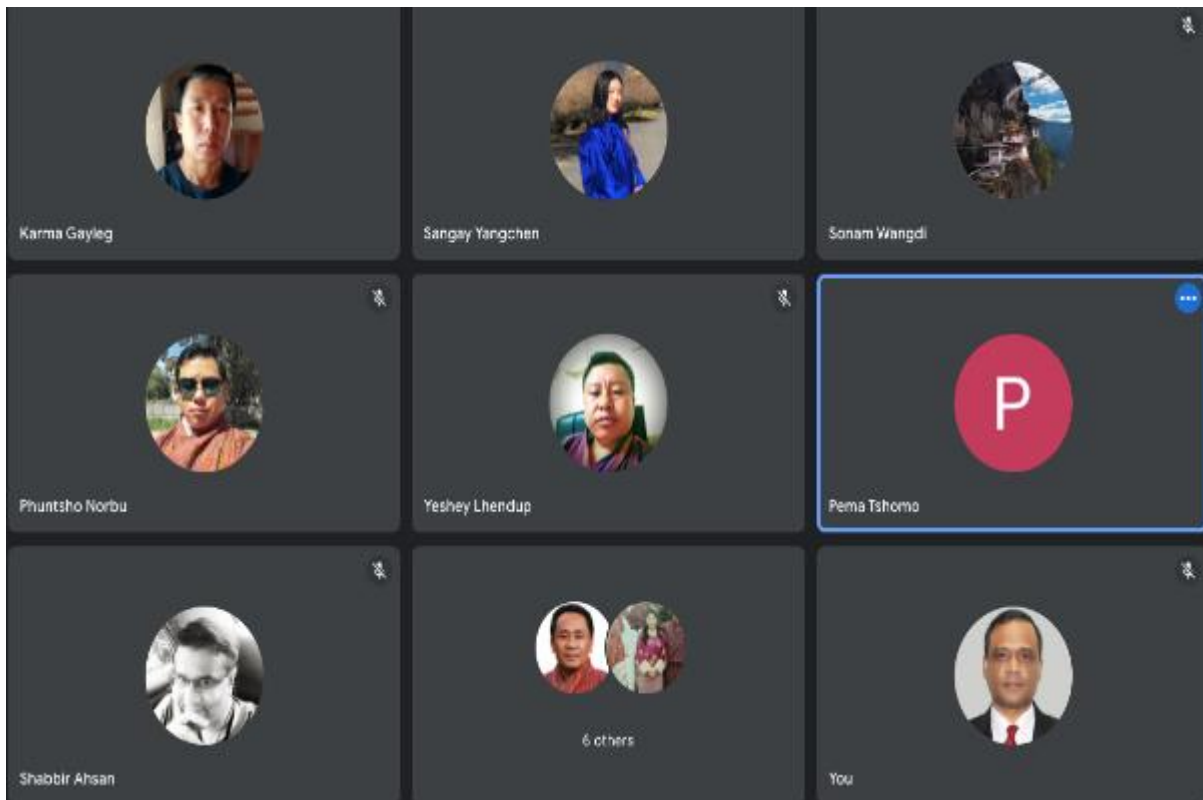 Karma Gayleg
Sangay Yangchen
Sonam Wangdi
Phuntsho Norbu
Yeshey Lhendup
P
Pema Tshomo
Shabbir Ahsan
6 others
You